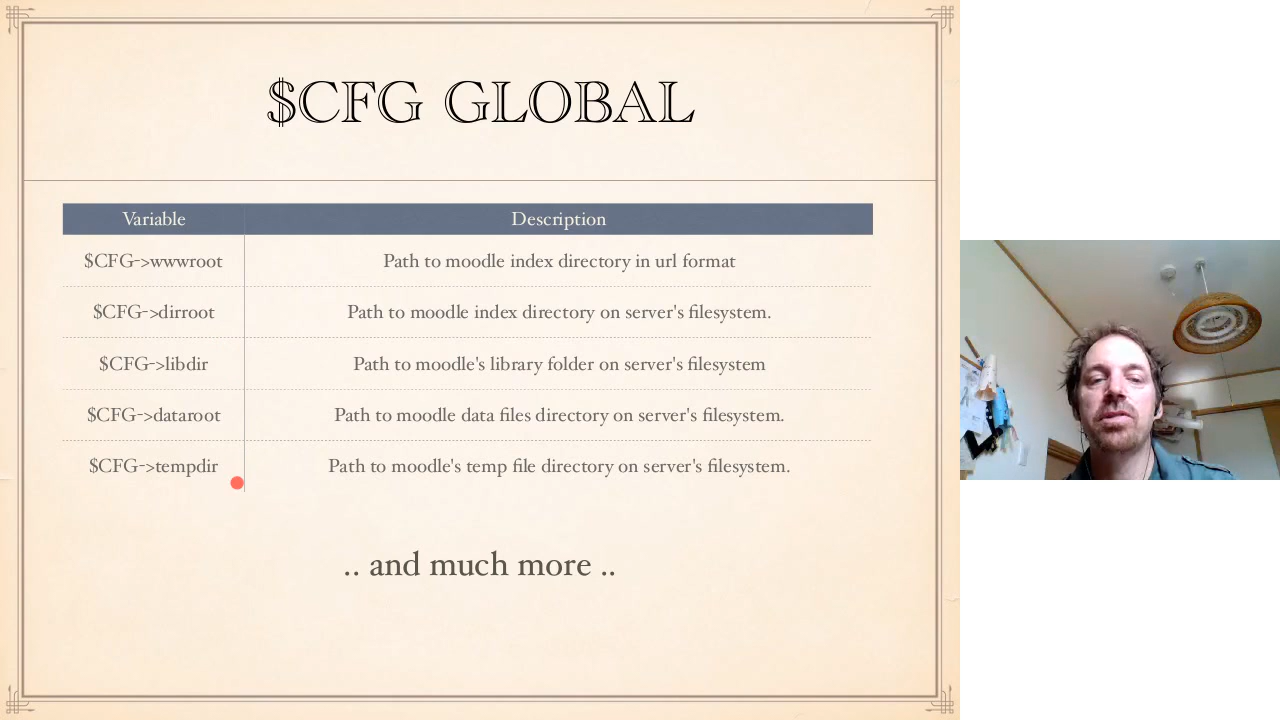 $CFG GLOBAL
Variable Description
$CFG->wwwroot Path to moodle index directory in url format
$CFG->dirroot Path to moodle index directory on server's filesystem.
$CFG->libdir Path to moodle's library folder on server's filesystem
$CFG->dataroot Path to moodle data files directory on server's filesystem.
$CFG->tempdir Path to moodle's temp file directory on server's filesystem.
.. and much more ..